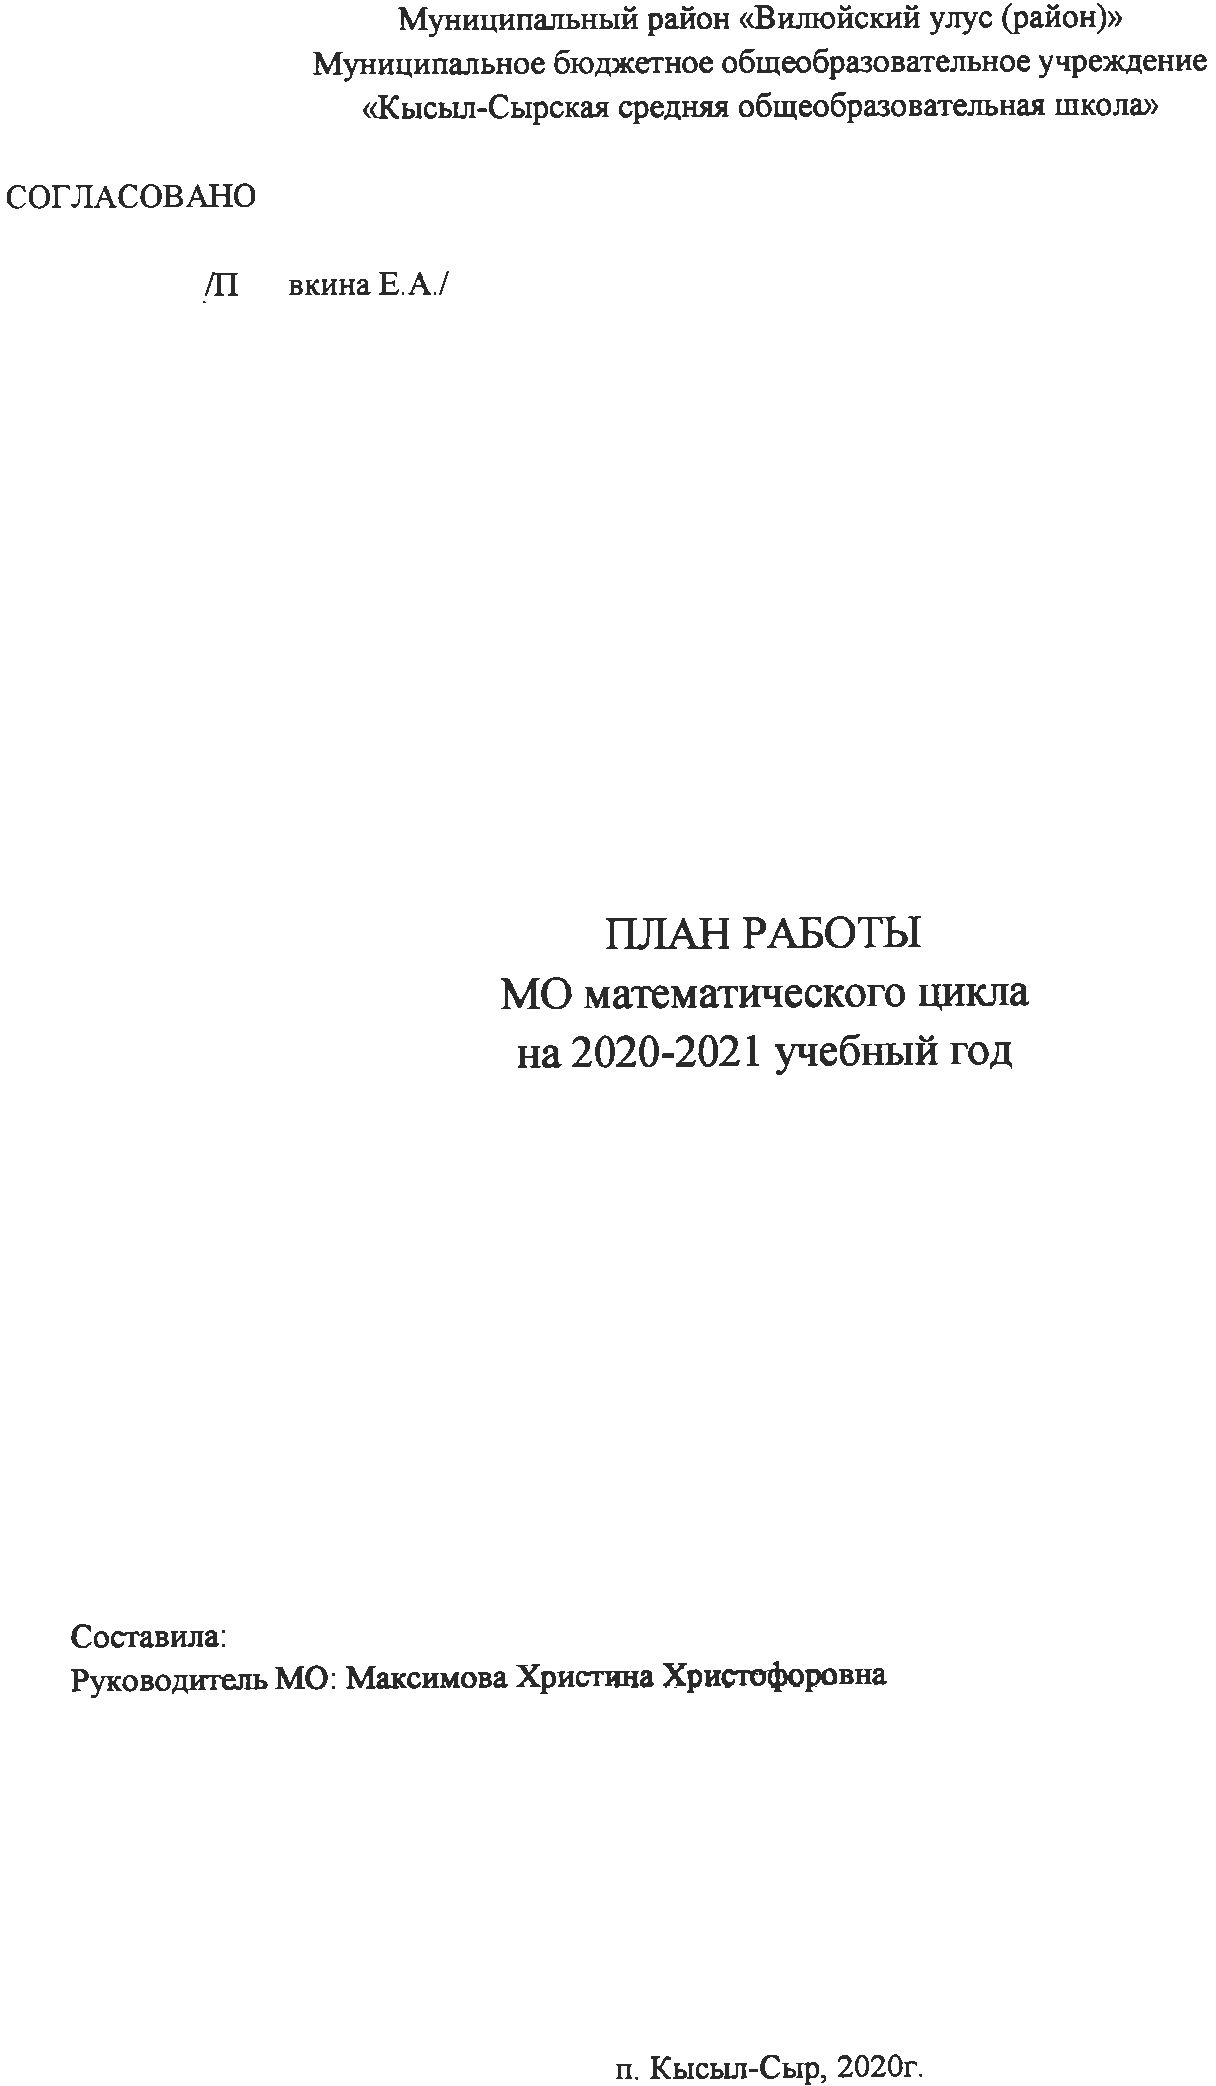 Муниципальный район «Вилюйский улус (район)»
Муниципальное бюджетное общеобразовательное учреждение
«Кысыл-Сырская средняя общеобразовательная школа»
СОГЛАСОВАНО
Е.А./
ПЛАН РАБОТЫ
МО математического цикла
на 2020-2021 учебный год
Составила:
Руководитель МО: Максимова Христина Христофоровна
п. Кысыл-Сыр, 2020г.